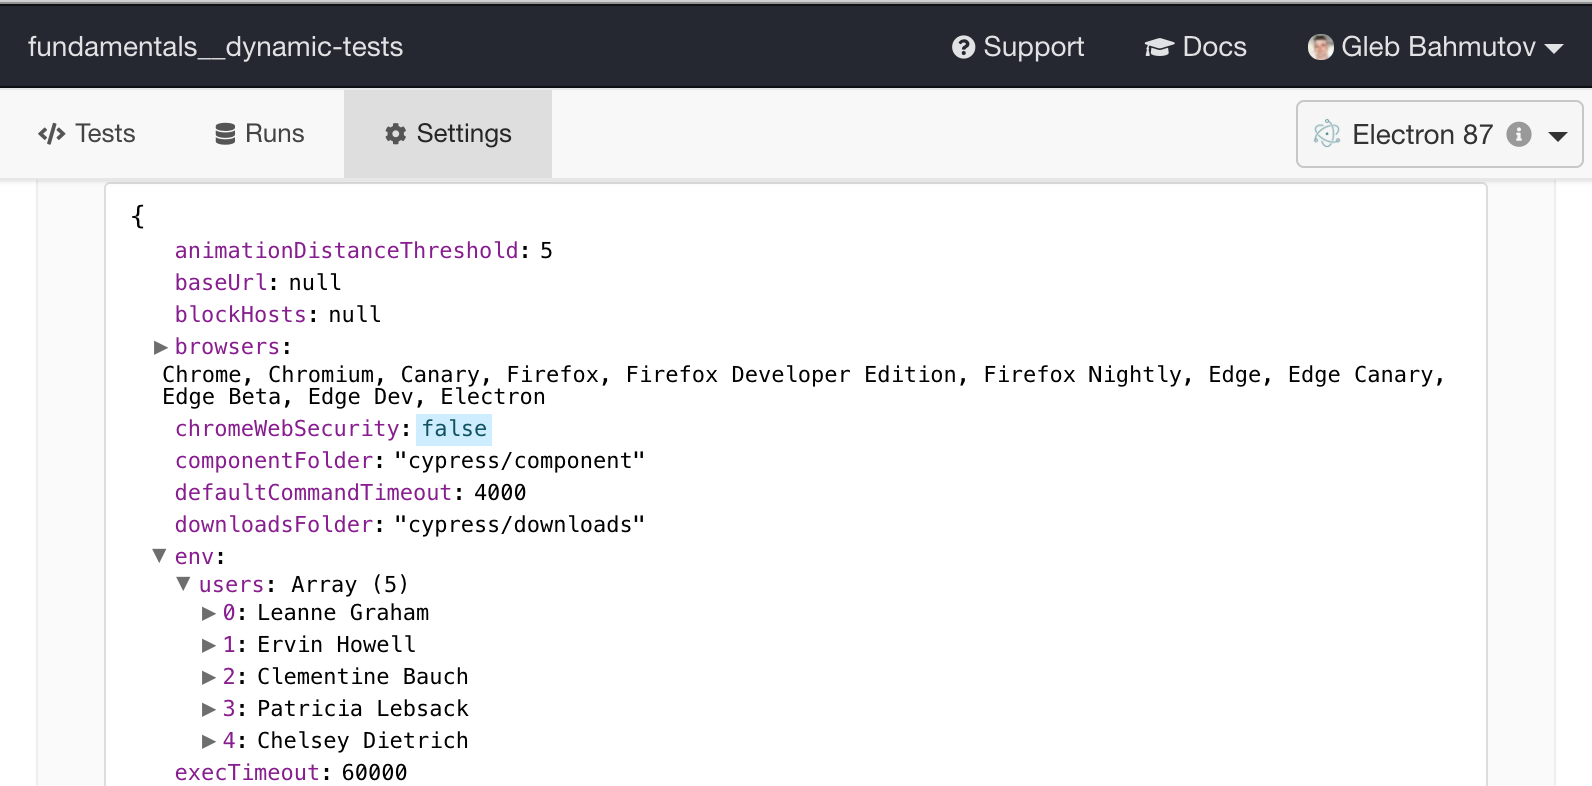 fundamentals__dynamic-tests Support Docs Gleb Bahmutov
Tests Runs Settings Electron 87
{
animationDistanceThreshold: 5
baseUrl: null
blockHosts: null
browsers:
Chrome, Chromium, Canary, Firefox, Firefox Developer Edition, Firefox Nightly, Edge, Edge Canary,
Edge Beta, Edge Dev, Electron
chromeWebSecurity: false
componentFolder: "cypress/component"
defaultCommandTimeout: 4000
downloadsFolder: "cypress/downloads"
env:
users: Array (5)
0: Leanne Graham
1: Ervin Howell
2: Clementine Bauch
3: Patricia Lebsack
4: Chelsey Dietrich
execTimeout: 60000